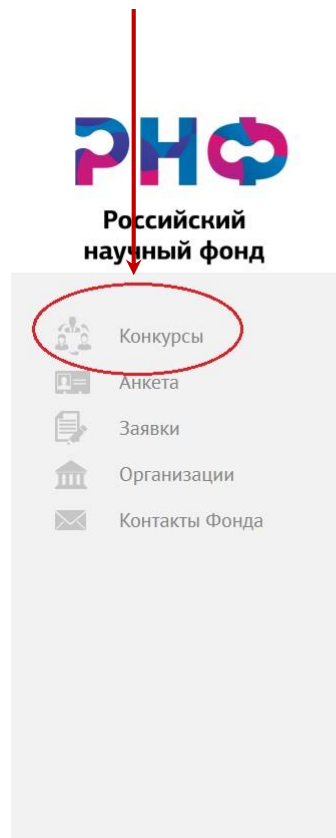 РНФ
Российский
научный фонд
Конкурсы
Анкета
Заявки
Организации
Контакты Фонда